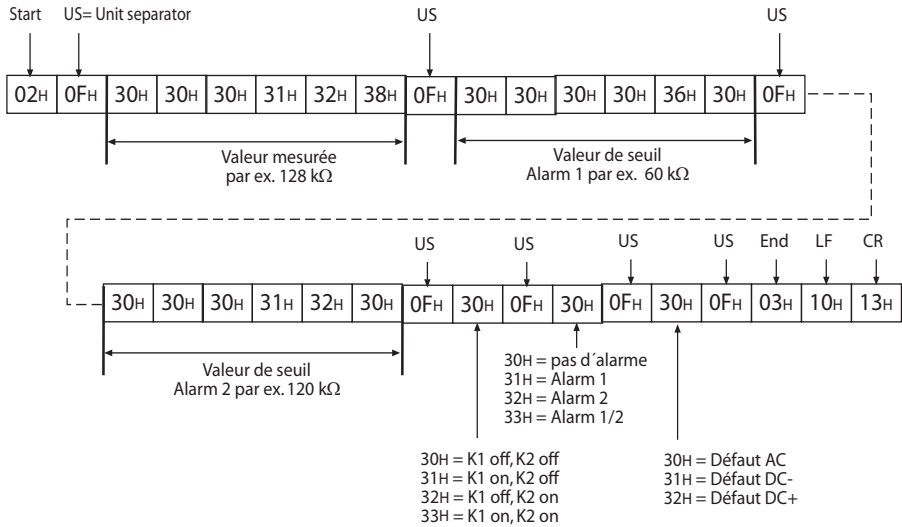 Start US= Unit separator US US
02H 0FH 30H 30H 30H 31H 32H 38H 0FH 30H 30H 30H 30H 36H 30H 0FH
Valeur mesurée
par ex. 128 kΩ
Valeur de seuil
Alarm 1 par ex. 60 kΩ
US US US US End LF CR
30H 30H 30H 31H 32H 30H 0FH 30H 0FH 30H 0FH 30H 0FH 03H 10H 13H
Valeur de seuil
Alarm 2 par ex. 120 kΩ
30H = pas d´alarme
31H = Alarm 1
32H = Alarm 2
33H = Alarm 1/2
30H = K1 off, K2 off
31H = K1 on, K2 off
32H = K1 off, K2 on
33H = K1 on, K2 on
30H = Défaut AC
31H = Défaut DC-
32H = Défaut DC+